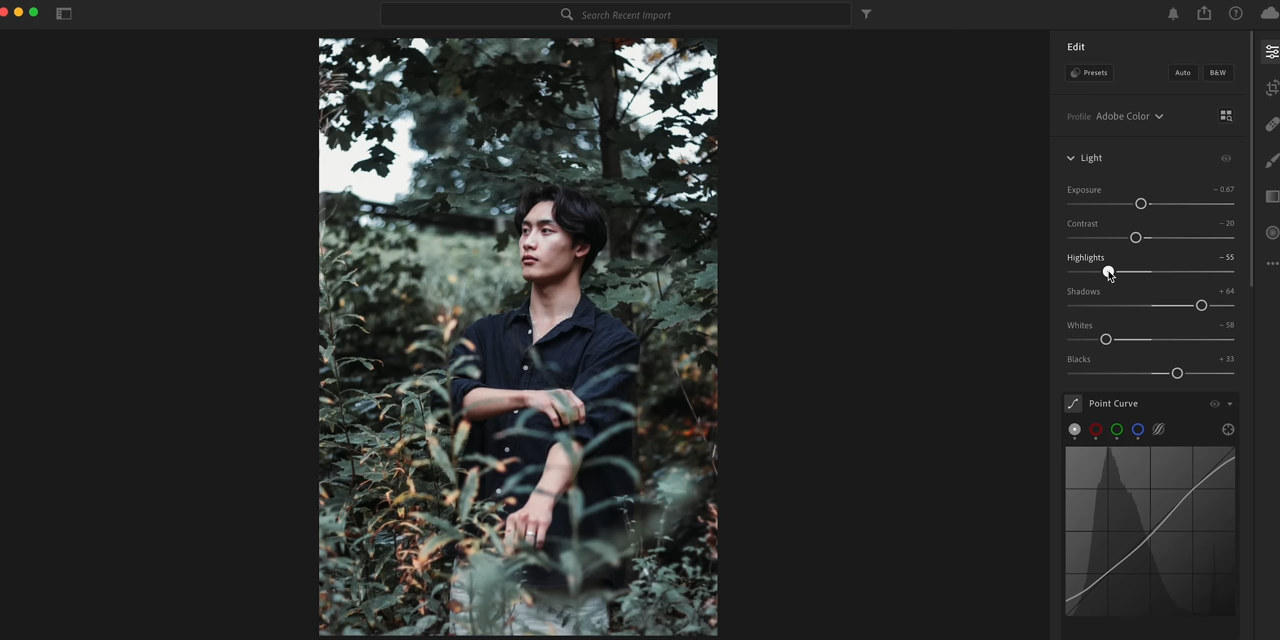 Search Recent Import
Edit
Presets
Auto
B&W
Profile Adobe Color
Light
Exposure − 0.67
Contrast − 20
Highlights − 55
Shadows + 64
Whites − 58
Blacks + 33
Point Curve